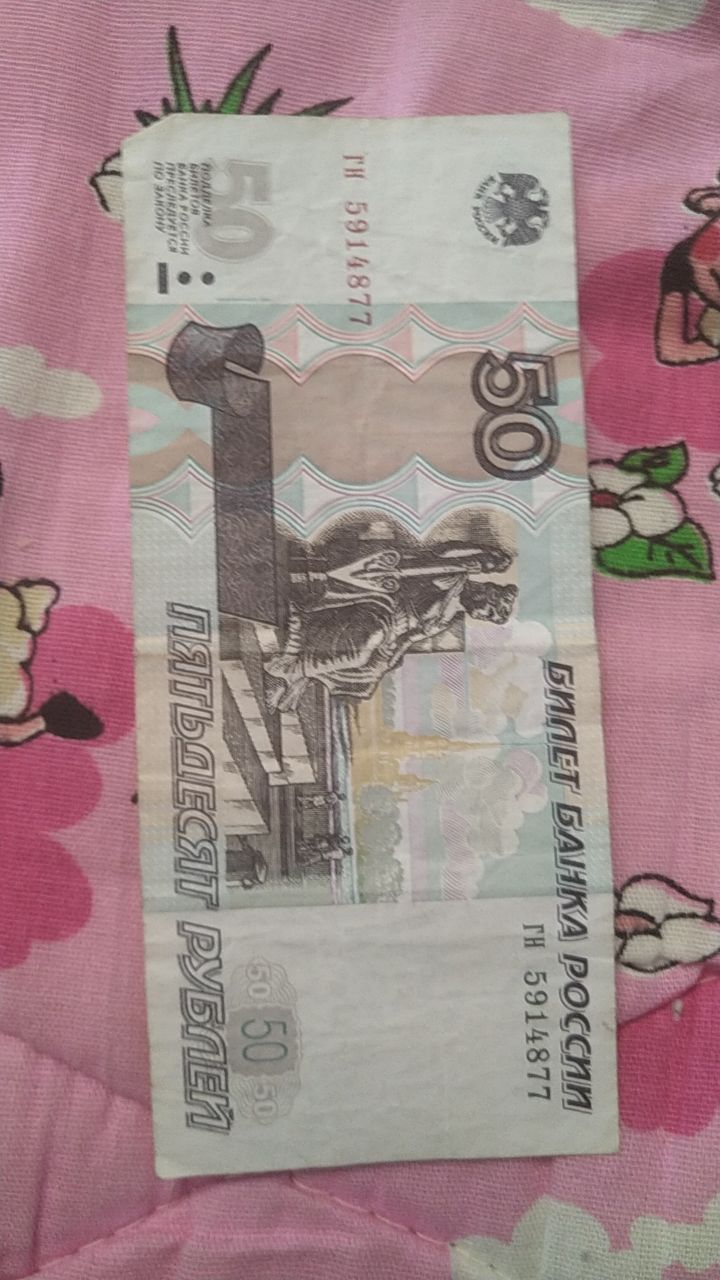 БИЛЕТ БАНКА РОССИИ
БАНК РОССИИ
50
ГН 5914877
ГН 5914877
50
ПОДДЕЛКА
БИЛЕТОВ
БАНКА РОССИИ
ПРЕСЛЕДУЕТСЯ
ПО ЗАКОНУ
50
50
50
ПЯТЬДЕСЯТ РУБЛЕЙ